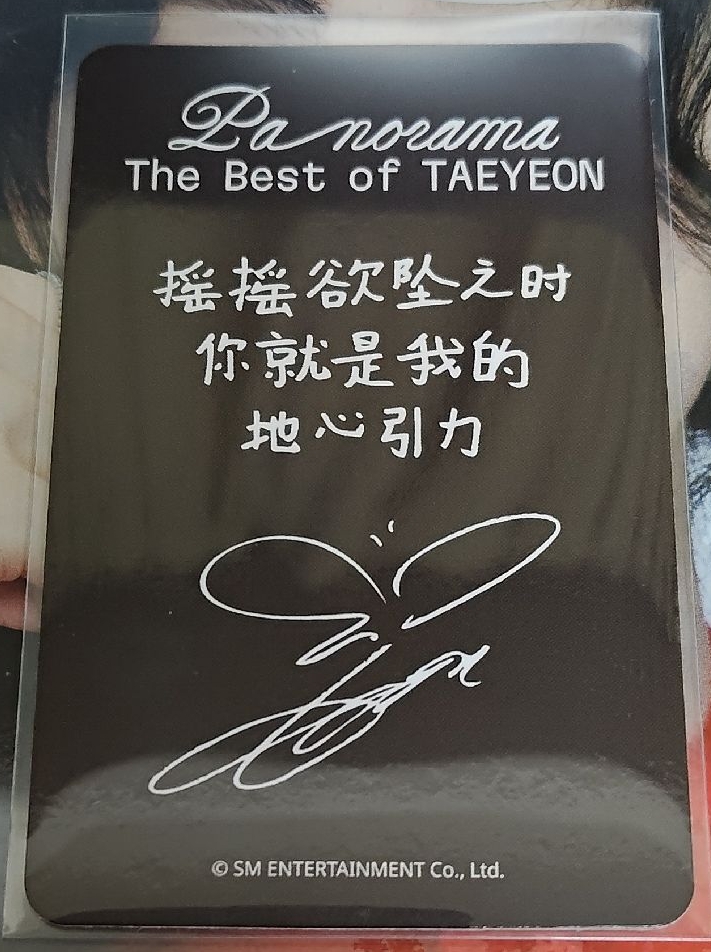 Panorama
The Best of TAEYEON
摇摇欲坠之时
你就是我的
地心引力
© SM ENTERTAINMENT Co., Ltd.